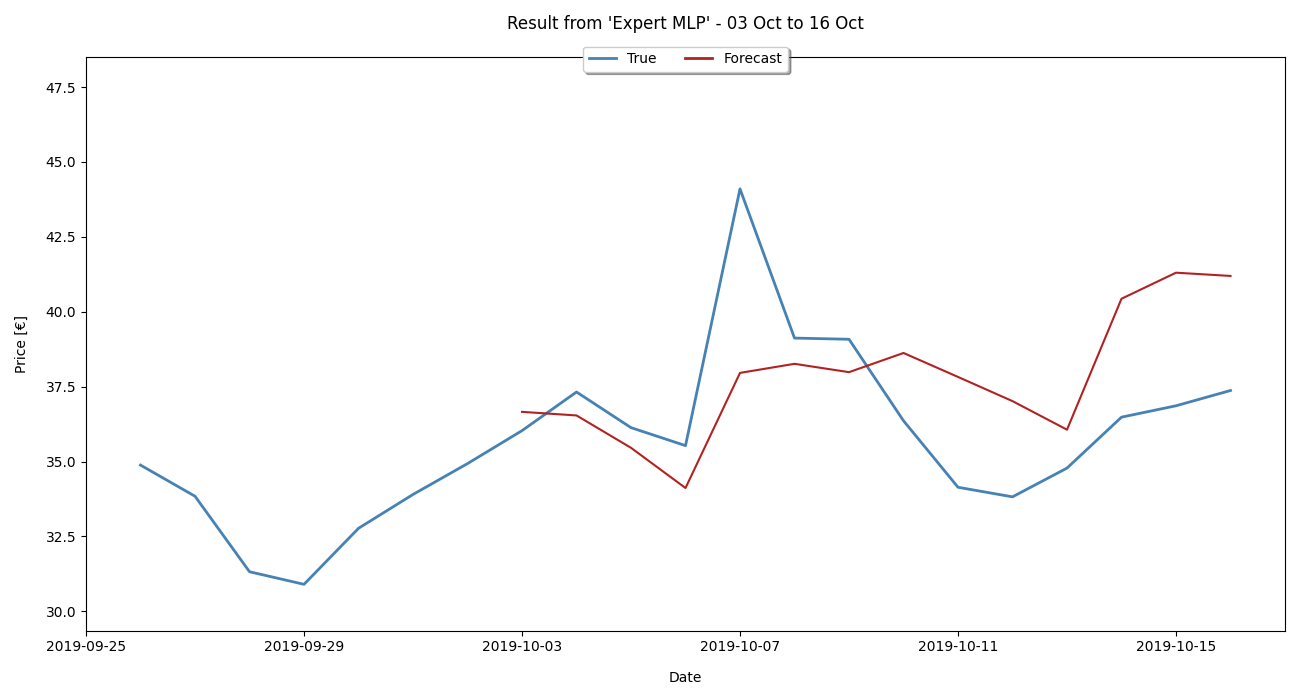 Result from 'Expert MLP' - 03 Oct to 16 Oct
True Forecast
47.5
45.0
42.5
40.0
37.5
35.0
32.5
30.0
Price [€]
2019-09-25 2019-09-29 2019-10-03 2019-10-07 2019-10-11 2019-10-15
Date